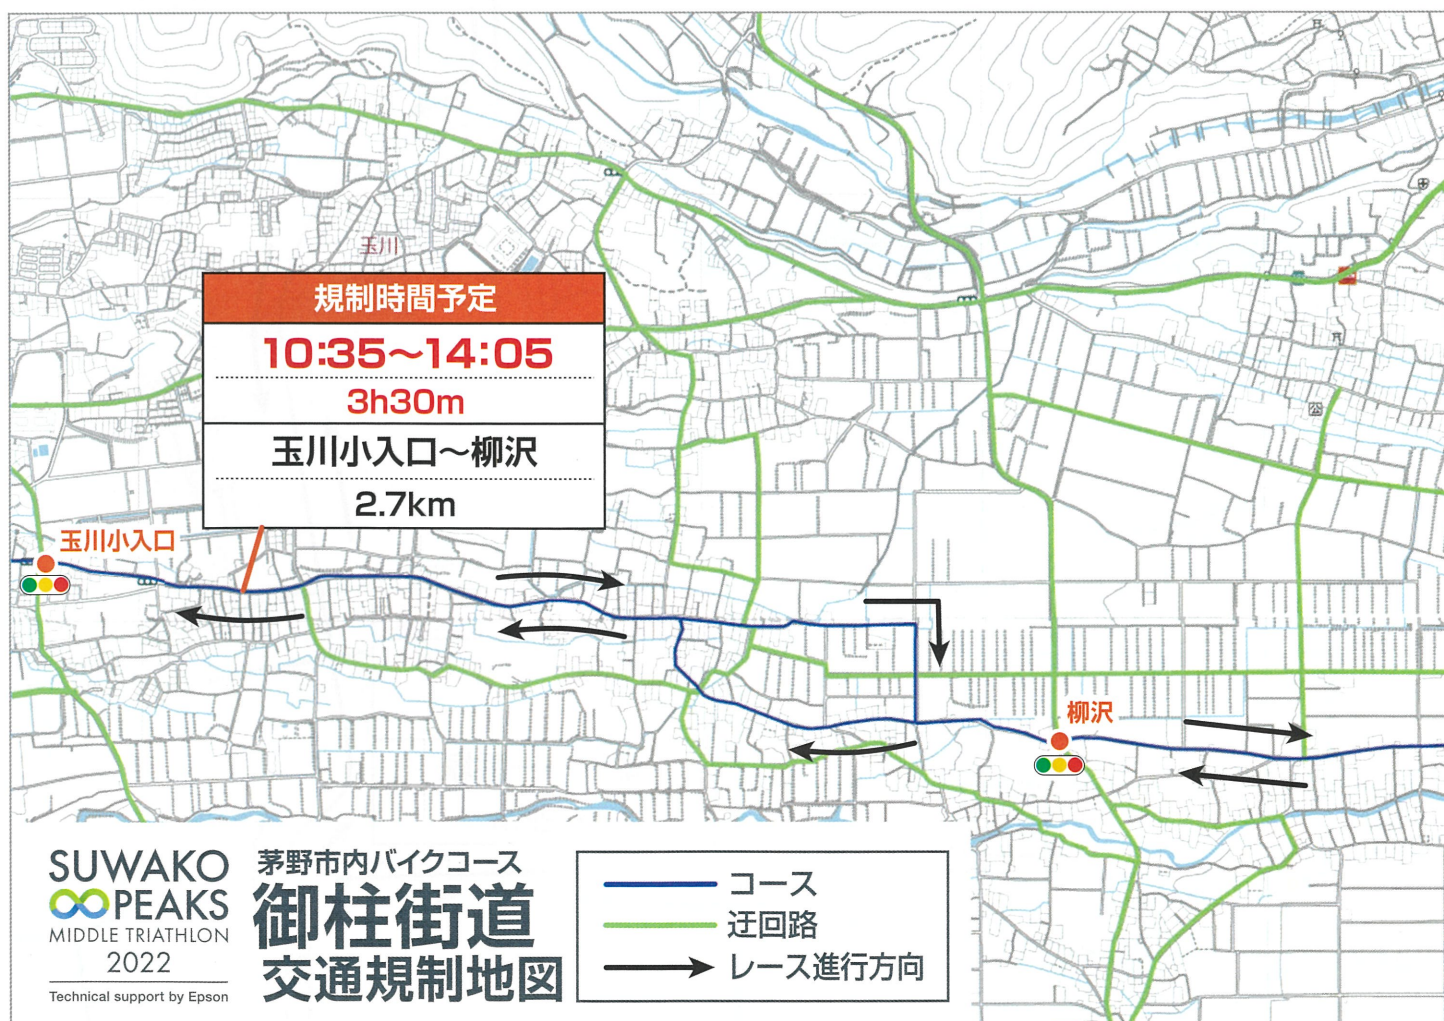 玉川
規制時間予定
10:35～14:05
3h30m
玉川小入口～柳沢
2.7km
玉川小入口
柳沢
SUWAKO
PEAKS
MIDDLE TRIATHLON
2022
Technical support by Epson
茅野市内バイクコース
御柱街道
交通規制地図
コース
迂回路
レース進行方向